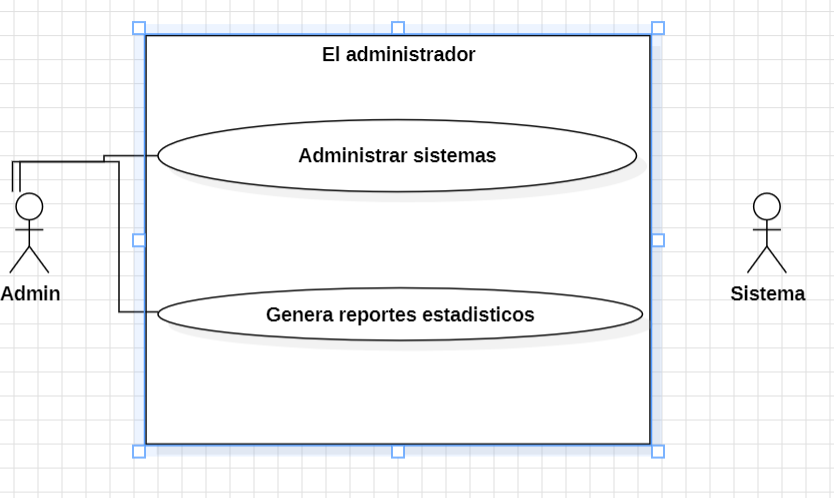 El administrador
Administrar sistemas
Admin
Sistema
Genera reportes estadisticos